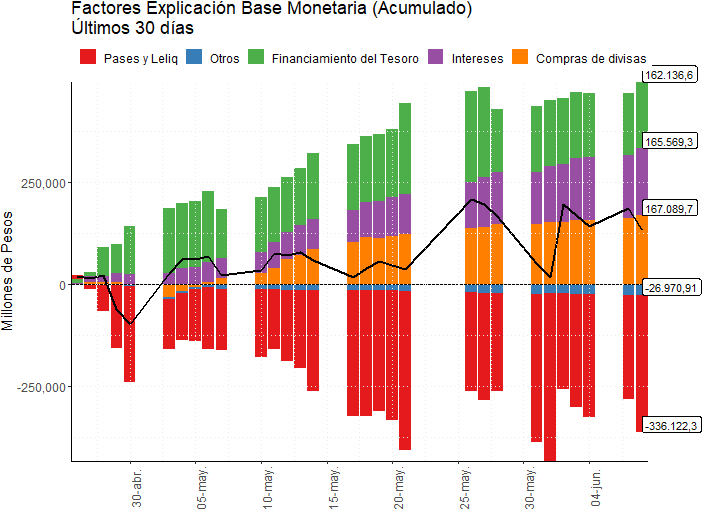 Factores Explicación Base Monetaria (Acumulado)
Últimos 30 días
Pases y Leliq
Otros
Financiamiento del Tesoro
Intereses
Compras de divisas
Millones de Pesos
250,000
0
-250,000
162.136,6
165.569,3
167.089,7
-26.970,91
-336.122,3
30-abr.
05-may.
10-may.
15-may.
20-may.
25-may.
30-may.
04-jun.